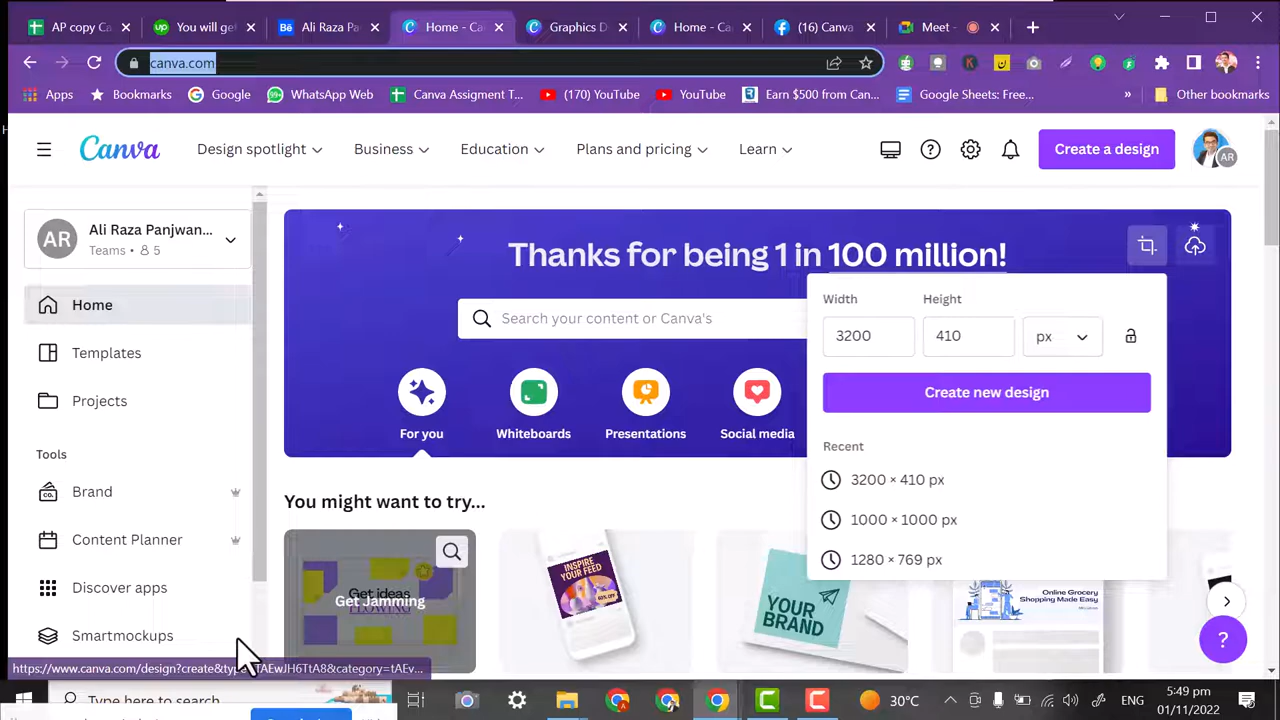 AP copy Ca
You will get
Ali Raza Pan
Home - Ca
Graphics D
Home - Ca
(16) Canva
Meet -
canva.com
Apps
Bookmarks
Google
99+
WhatsApp Web
Canva Assigment T...
(170) YouTube
YouTube
Earn $500 from Can...
Google Sheets: Free...
»
Other bookmarks
Canva
Design spotlight
Business
Education
Plans and pricing
Learn
Create a design
AR
AR
Ali Raza Panjwan...
Teams • 5
Home
Templates
Projects
Tools
Brand
Content Planner
Discover apps
Smartmockups
Thanks for being 1 in 100 million!
Search your content or Canva's
For you
Whiteboards
Presentations
Social media
Width
Height
3200
410
px
Create new design
Recent
3200 × 410 px
1000 × 1000 px
1280 × 769 px
You might want to try...
Get ideas
Get Jamming
INSPIRE
YOUR FEED
YOUR
BRAND
Online Grocery
Shopping Made Easy
?
Type here to search
30°C
ENG
5:49 pm
01/11/2022